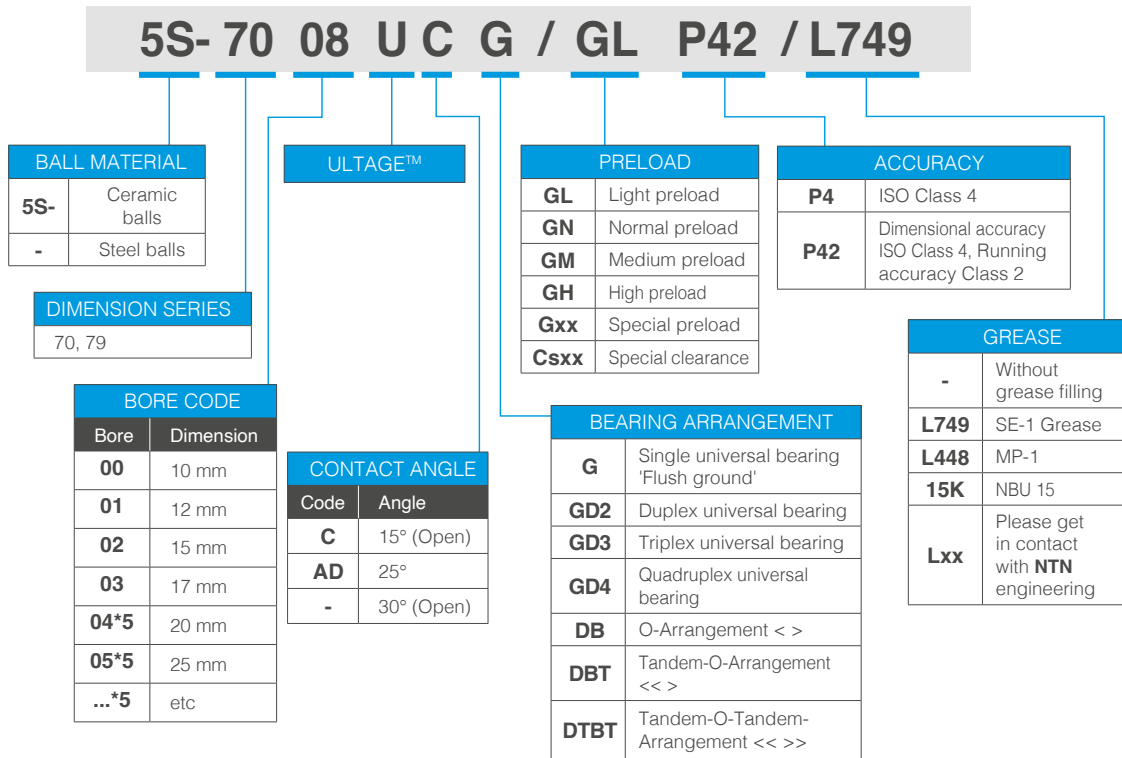 5S- 70 08 U C G / GL P42 / L749
BALL MATERIAL
5S- Ceramic
balls
- Steel balls
DIMENSION SERIES
70, 79
BORE CODE
Bore Dimension
00 10 mm
01 12 mm
02 15 mm
03 17 mm
04*5 20 mm
05*5 25 mm
...*5 etc
ULTAGE™
CONTACT ANGLE
Code Angle
C 15° (Open)
AD 25°
- 30° (Open)
PRELOAD
GL Light preload
GN Normal preload
GM Medium preload
GH High preload
Gxx Special preload
Csxx Special clearance
BEARING ARRANGEMENT
G Single universal bearing
'Flush ground'
GD2 Duplex universal bearing
GD3 Triplex universal bearing
GD4 Quadruplex universal
bearing
DB O-Arrangement < >
DBT Tandem-O-Arrangement
<< >
DTBT Tandem-O-Tandem-
Arrangement << >>
ACCURACY
P4 ISO Class 4
P42 Dimensional accuracy
ISO Class 4, Running
accuracy Class 2
GREASE
- Without
grease filling
L749 SE-1 Grease
L448 MP-1
15K NBU 15
Lxx Please get
in contact
with NTN
engineering